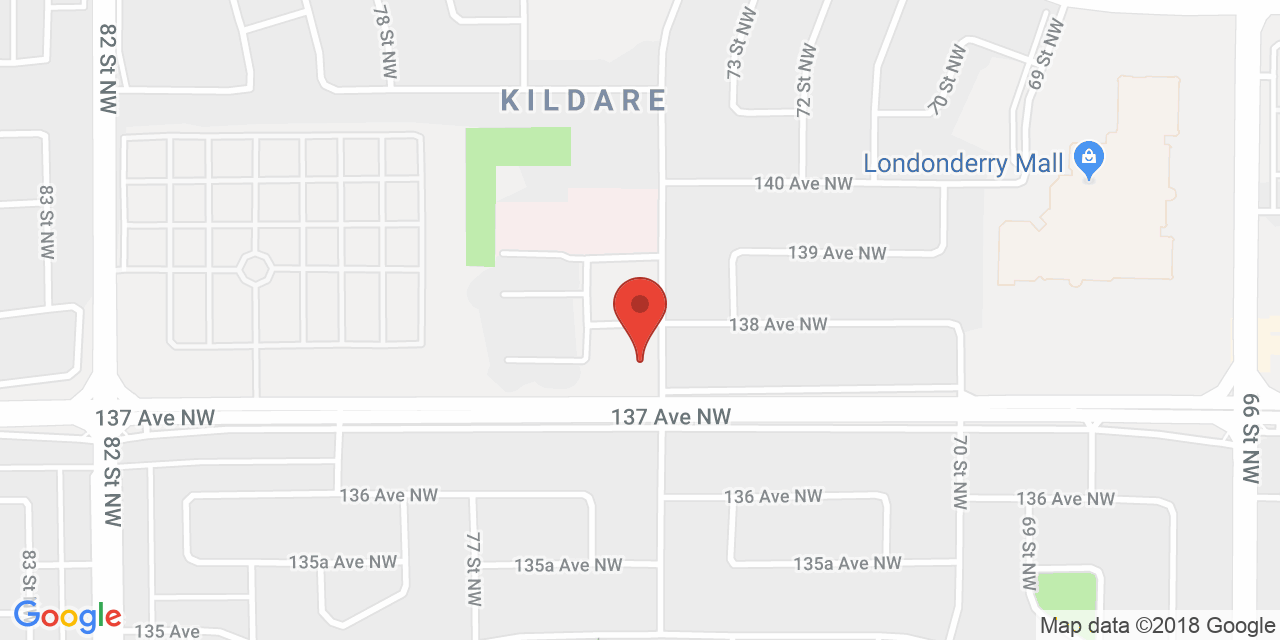 82 St NW
78 St NW
73 St NW
72 St NW
70 St NW
69 St NW
KILDARE
Londonderry Mall
140 Ave NW
83 St NW
139 Ave NW
138 Ave NW
137 Ave NW
137 Ave NW
66 St NW
82 St NW
70 St NW
136 Ave NW
136 Ave NW
136 Ave NW
77 St NW
69 St NW
135a Ave NW
135a Ave NW
135a Ave NW
83 St N
Google
135 Ave
Map data ©2018 Google